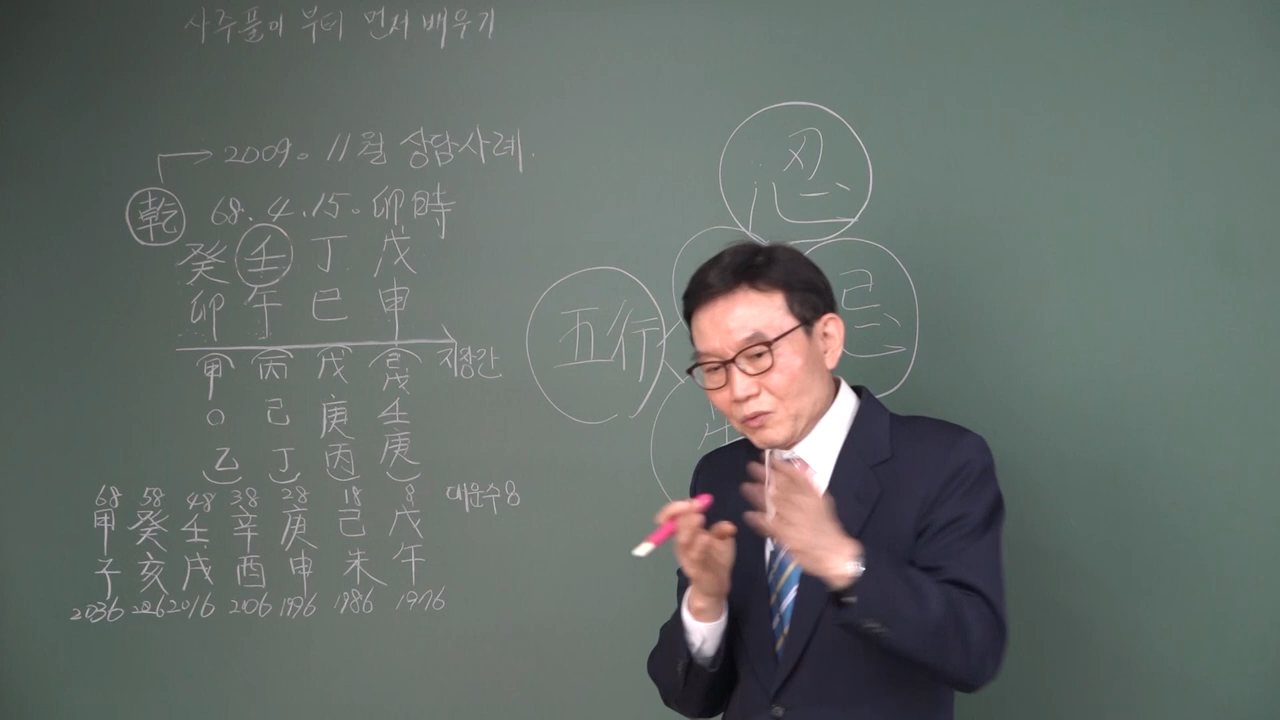 사주풀이 부터 먼저 배우기
2009. 11월 상담사례.
乾 68. 4. 15. 卯時
癸 壬 丁 戊
卯 午 巳 申
甲 丙 戊 己戊 지장간
○ 己 庚 壬
乙 丁 丙 庚
68 58 48 38 28 18 8 대운수8
甲 癸 壬 辛 庚 己 戊
子 亥 戌 酉 申 未 午
2036 2026 2016 2006 1996 1986 1976
忍
五行